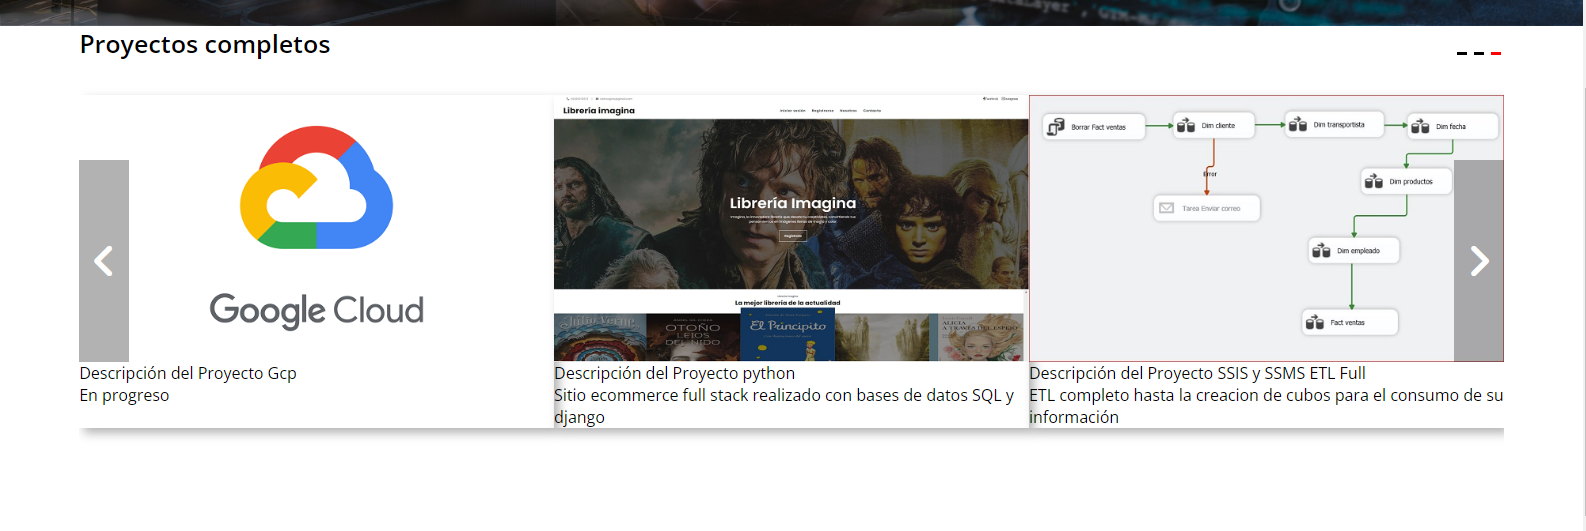 Proyectos completos
Google Cloud
Librería imagina
Iniciar sesión Registrarse Nosotros Contacto
Librería Imagina
Registrate
La mejor librería de la actualidad
Julio Verne
OTOÑO
LEJOS
DEL NIDO
El Principito
ALICIA
A TRAVÉS DEL ESPEJO
Borrar Fact ventas
Dim cliente
Dim transportista
Dim fecha
Error
Dim productos
Tarea Enviar correo
Dim empleado
Fact ventas
Descripción del Proyecto Gcp
En progreso
Descripción del Proyecto python
Sitio ecommerce full stack realizado con bases de datos SQL y
django
Descripción del Proyecto SSIS y SSMS ETL Full
ETL completo hasta la creacion de cubos para el consumo de su
información